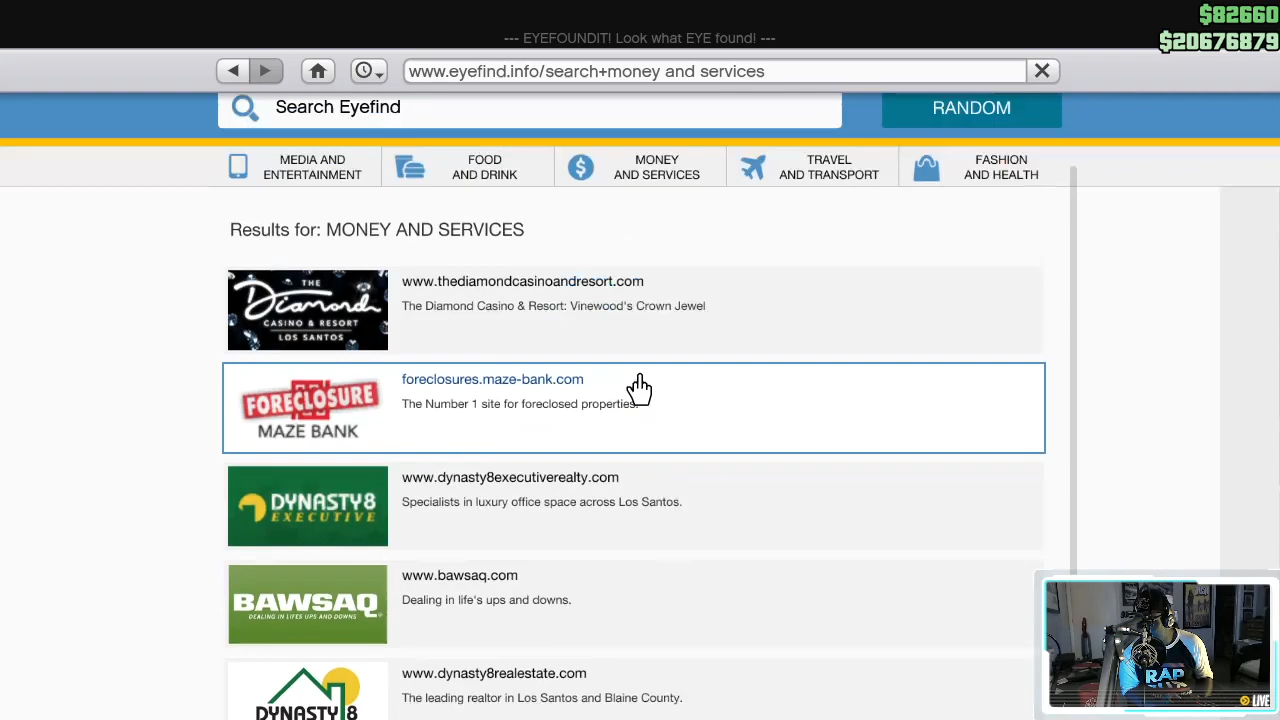 $82660
--- EYEFOUNDIT! Look what EYE found! ---
$20676879
www.eyefind.info/search+money and services
Search Eyefind
RANDOM
MEDIA AND
ENTERTAINMENT
FOOD
AND DRINK
MONEY
AND SERVICES
TRAVEL
AND TRANSPORT
FASHION
AND HEALTH
Results for: MONEY AND SERVICES
THE
Diamond
CASINO & RESORT
LOS SANTOS
www.thediamondcasinoandresort.com
The Diamond Casino & Resort: Vinewood's Crown Jewel
FORECLOSURE
MAZE BANK
foreclosures.maze-bank.com
The Number 1 site for foreclosed properties.
DYNASTY8
EXECUTIVE
www.dynasty8executiverealty.com
Specialists in luxury office space across Los Santos.
BAWSAQ
DEALING IN LIFES UPS AND DOWNS
www.bawsaq.com
Dealing in life's ups and downs.
DYNASTY 8
www.dynasty8realestate.com
The leading realtor in Los Santos and Blaine County.
RAP
LIVE